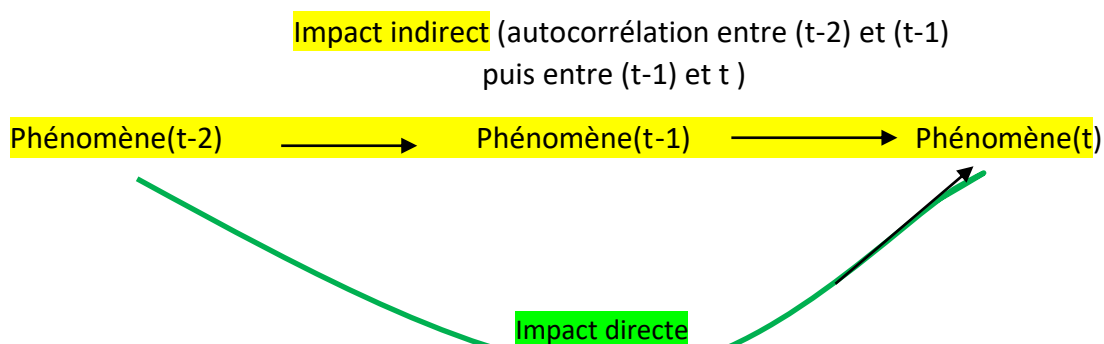 Impact indirect (autocorrélation entre (t-2) et (t-1)
puis entre (t-1) et t )
Phénomène(t-2) Phénomène(t-1) Phénomène(t)
Impact directe